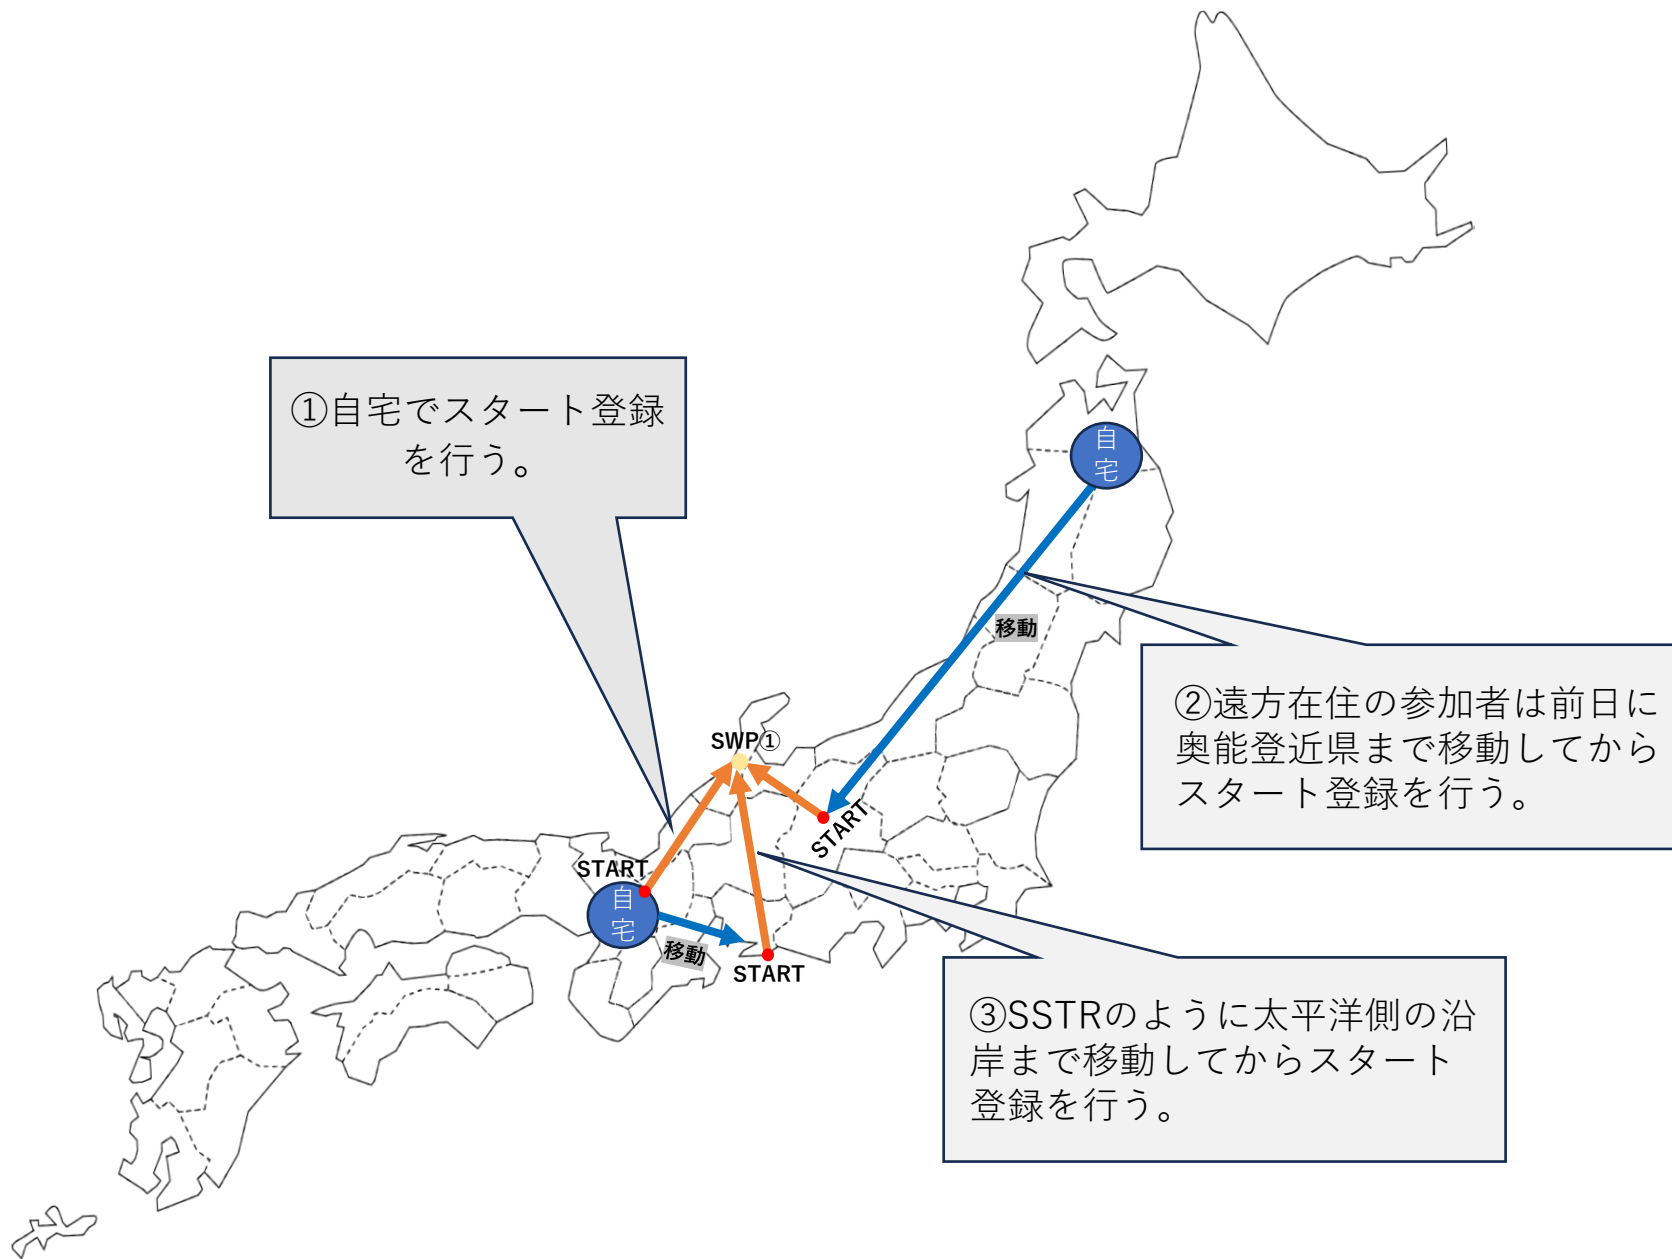 ①自宅でスタート登録
を行う。
自
宅
移動
②遠方在住の参加者は前日に
奥能登近県まで移動してから
スタート登録を行う。
SWP①
START
START
自
宅
移動
START
③SSTRのように太平洋側の沿
岸まで移動してからスタート
登録を行う。